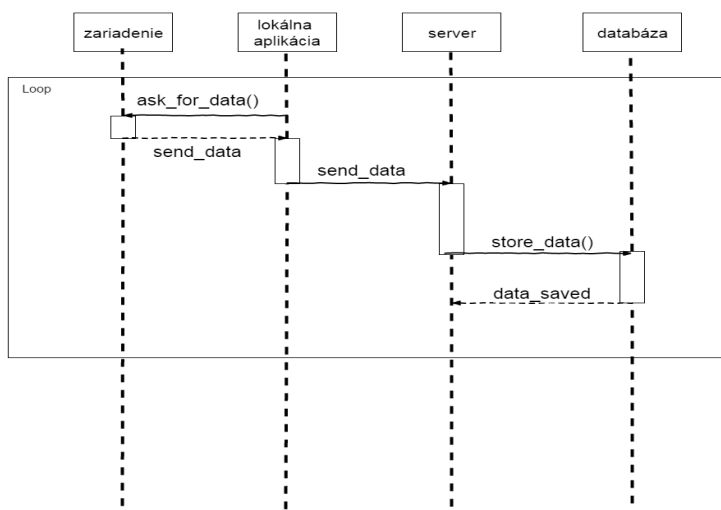 zariadenie
lokálna
aplikácia
server
databáza
Loop
ask_for_data()
send_data
send_data
store_data()
data_saved